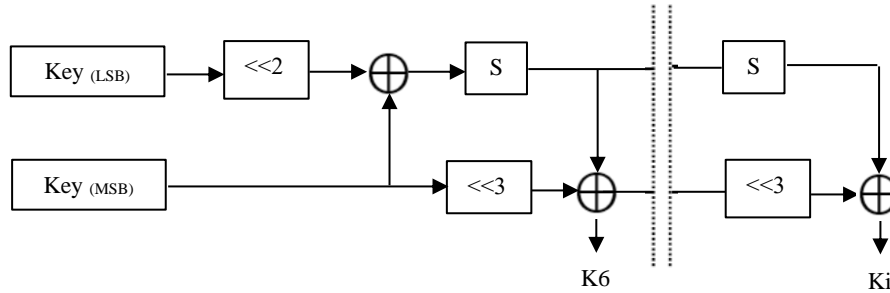 Key (LSB)
<<2
S
S
Key (MSB)
<<3
<<3
K6
Ki